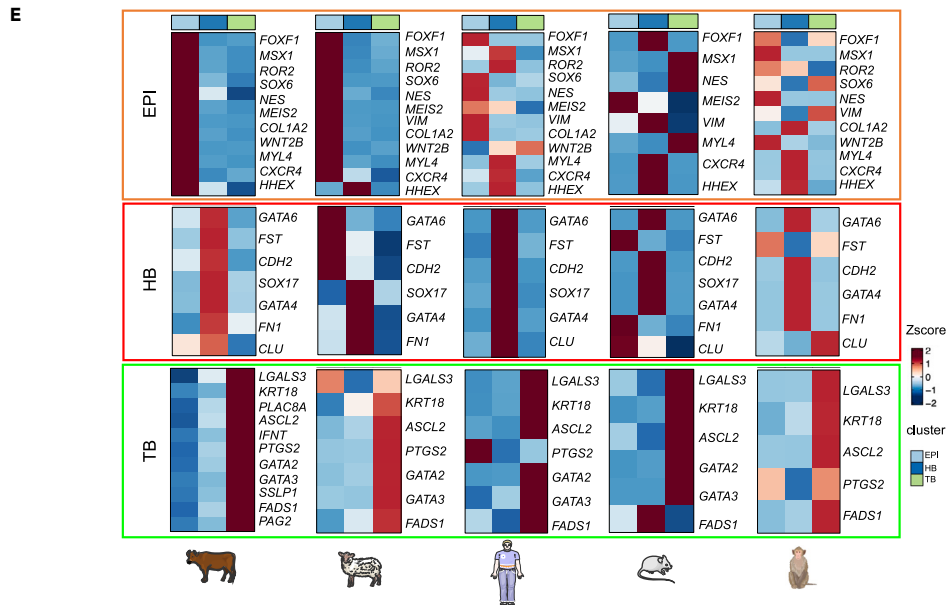 E
EPI
FOXF1
MSX1
ROR2
SOX6
NES
MEIS2
COL1A2
WNT2B
MYL4
CXCR4
HHEX
FOXF1
MSX1
ROR2
SOX6
NES
MEIS2
VIM
COL1A2
WNT2B
MYL4
CXCR4
HHEX
FOXF1
MSX1
ROR2
SOX6
NES
MEIS2
VIM
COL1A2
WNT2B
MYL4
CXCR4
HHEX
FOXF1
MSX1
NES
MEIS2
VIM
MYL4
CXCR4
HHEX
FOXF1
MSX1
ROR2
SOX6
NES
VIM
COL1A2
WNT2B
MYL4
CXCR4
HHEX
HB
GATA6
FST
CDH2
SOX17
GATA4
FN1
CLU
GATA6
FST
CDH2
SOX17
GATA4
FN1
GATA6
FST
CDH2
SOX17
GATA4
CLU
GATA6
FST
CDH2
SOX17
GATA4
FN1
CLU
GATA6
FST
CDH2
GATA4
FN1
CLU
TB
LGALS3
KRT18
PLAC8A
ASCL2
IFNT
PTGS2
GATA2
GATA3
SSLP1
FADS1
PAG2
LGALS3
KRT18
ASCL2
PTGS2
GATA2
GATA3
FADS1
LGALS3
KRT18
ASCL2
PTGS2
GATA2
GATA3
FADS1
LGALS3
KRT18
ASCL2
GATA2
GATA3
FADS1
LGALS3
KRT18
ASCL2
PTGS2
FADS1
Zscore
2
1
0
−1
−2
cluster
EPI
HB
TB